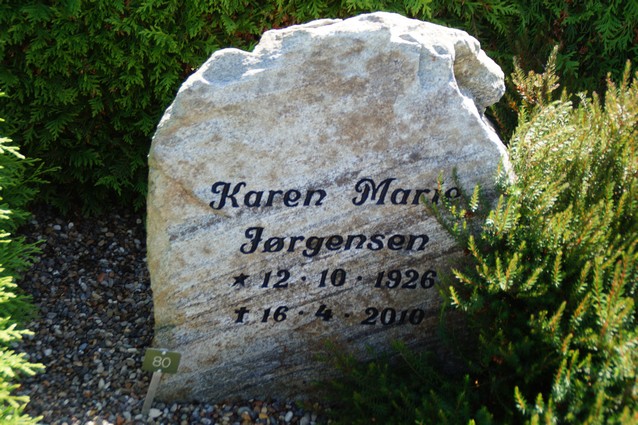 Karen Marie
Jørgensen
★ 12 · 10 · 1926
✝ 16 · 4 · 2010
80